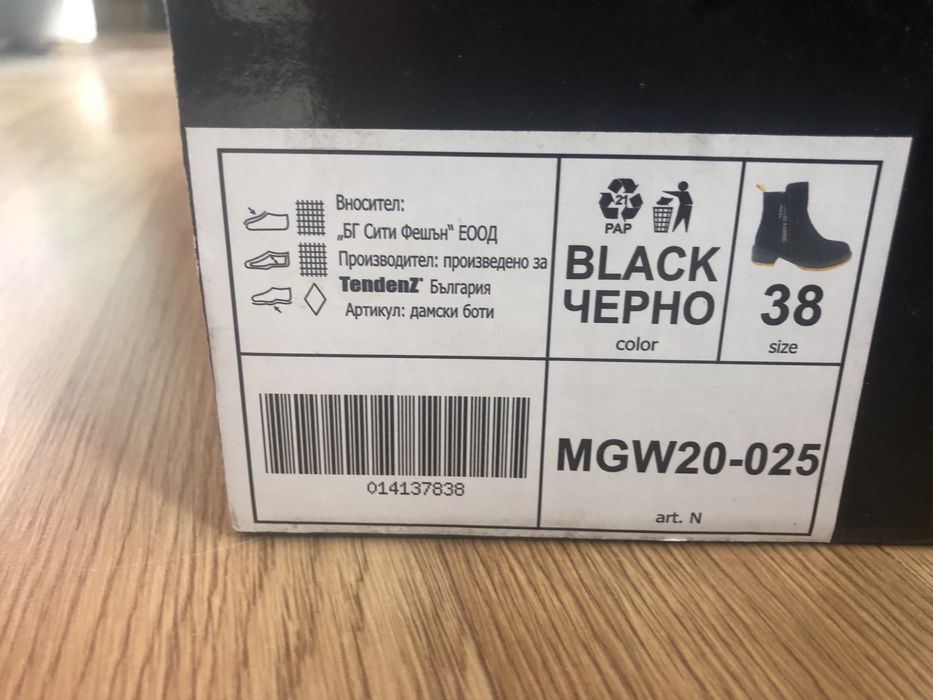 Вносител:
„БГ Сити Фешън“ ЕООД
Производител: произведено за
TendenZ® България
Артикул: дамски боти
21
PAP
BLACK
ЧЕРНО
color
38
size
014137838
MGW20-025
art. N